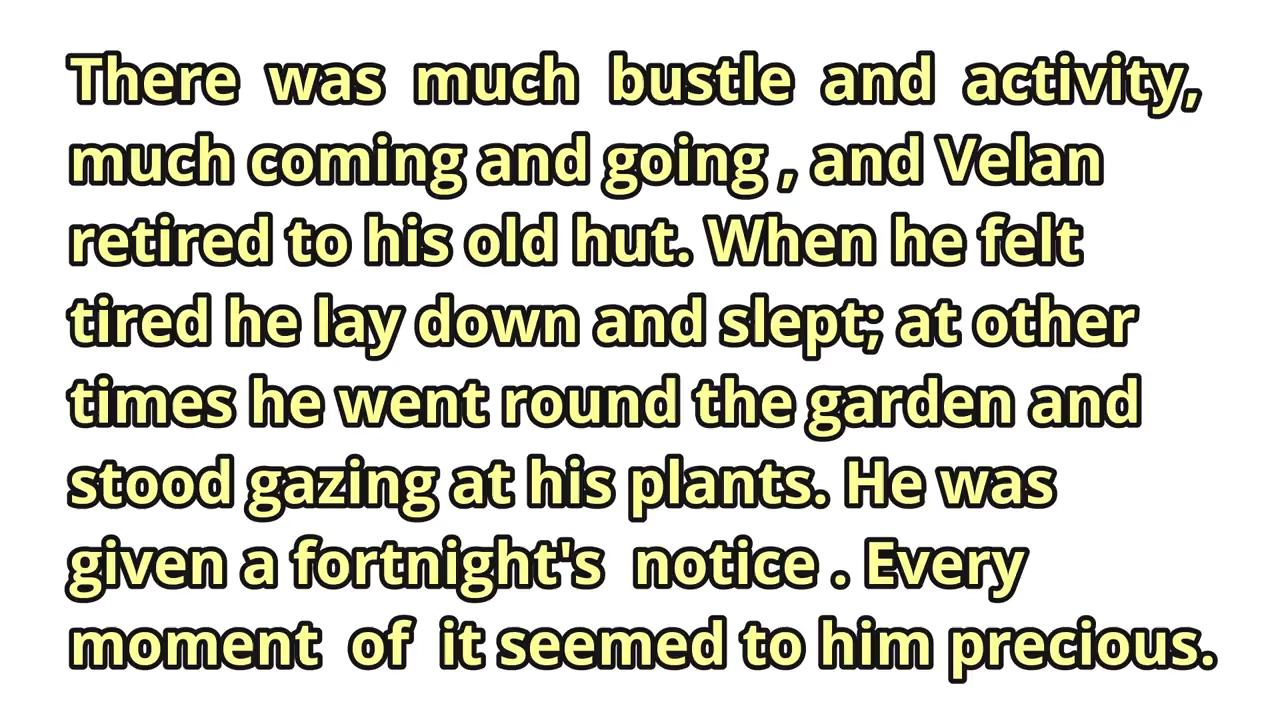 There was much bustle and activity,
much coming and going , and Velan
retired to his old hut. When he felt
tired he lay down and slept; at other
times he went round the garden and
stood gazing at his plants. He was
given a fortnight's notice . Every
moment of it seemed to him precious.